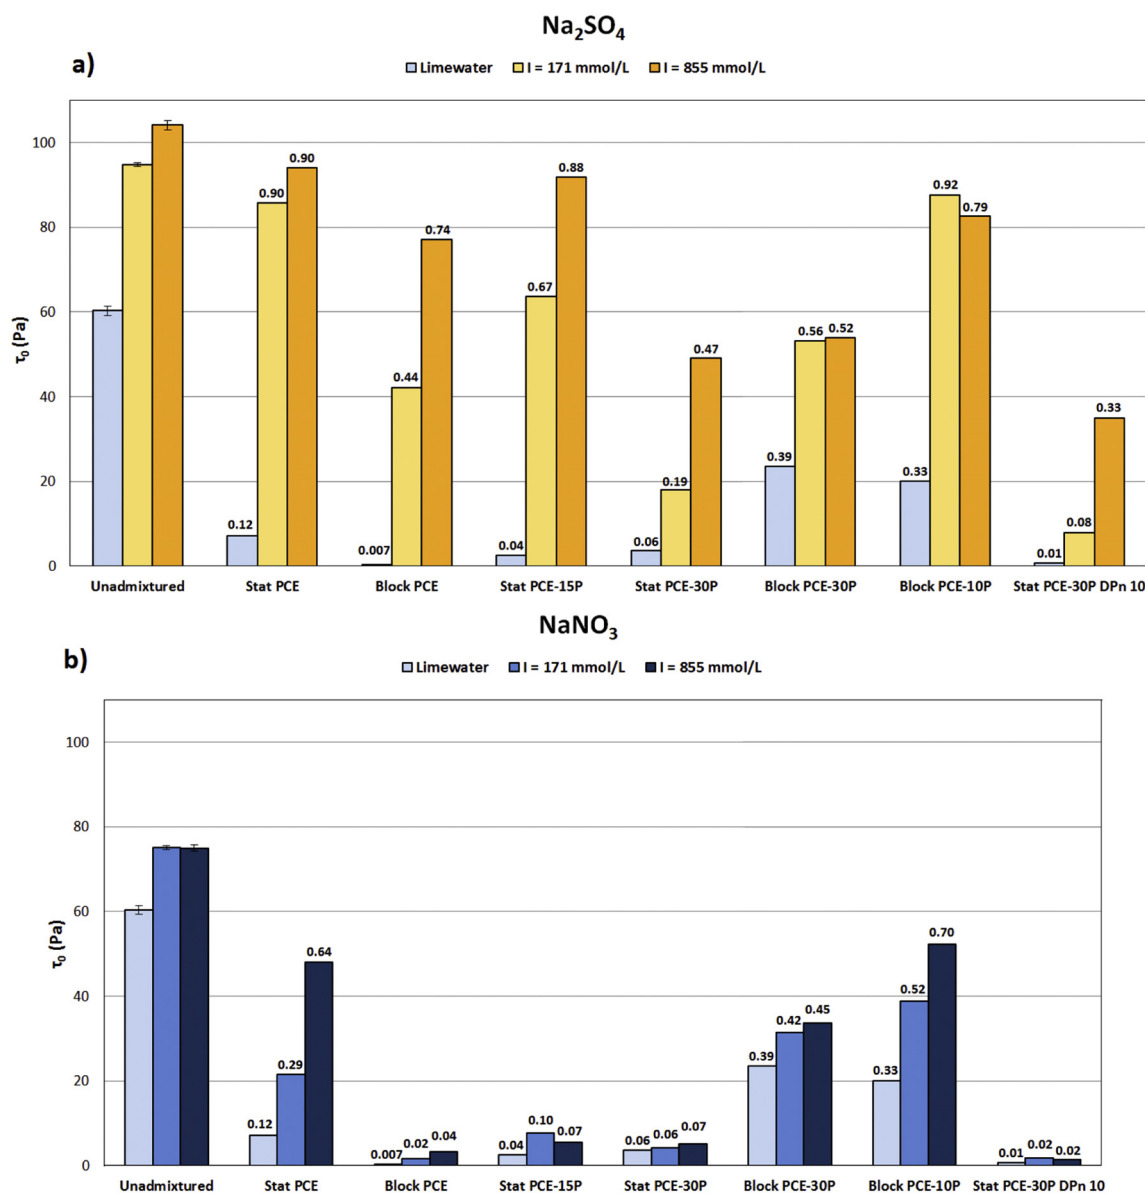 Na₂SO₄
a)
Limewater I = 171 mmol/L I = 855 mmol/L
τ₀ (Pa)
100
80
60
40
20
0
0.12 0.90 0.90
0.007 0.44 0.74
0.04 0.67 0.88
0.06 0.19 0.47
0.39 0.56 0.52
0.33 0.92 0.79
0.01 0.08 0.33
Unadmixtured Stat PCE Block PCE Stat PCE-15P Stat PCE-30P Block PCE-30P Block PCE-10P Stat PCE-30P DPn 10
NaNO₃
b)
Limewater I = 171 mmol/L I = 855 mmol/L
τ₀ (Pa)
100
80
60
40
20
0
0.12 0.29 0.64
0.007 0.02 0.04
0.04 0.10 0.07
0.06 0.06 0.07
0.39 0.42 0.45
0.33 0.52 0.70
0.01 0.02 0.02
Unadmixtured Stat PCE Block PCE Stat PCE-15P Stat PCE-30P Block PCE-30P Block PCE-10P Stat PCE-30P DPn 10